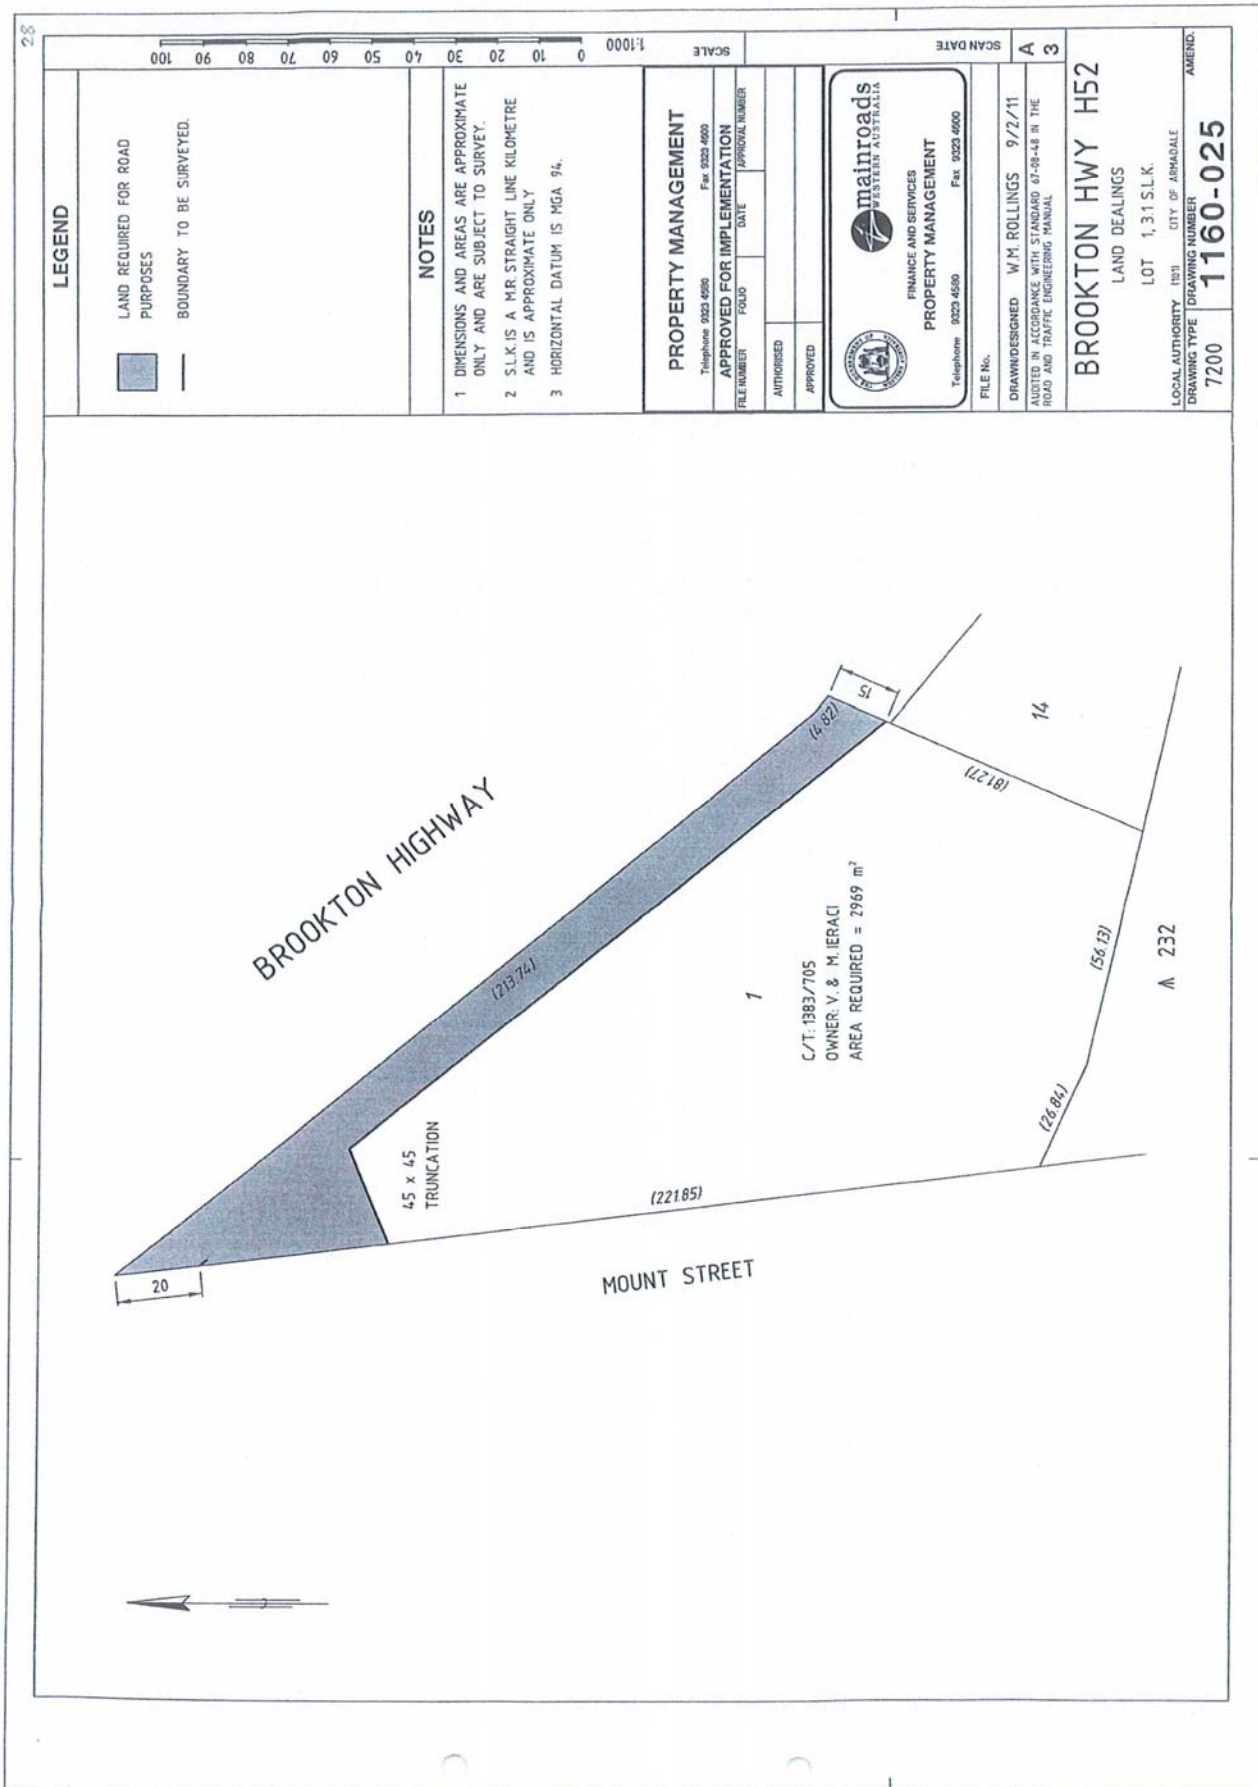 28
LEGEND
LAND REQUIRED FOR ROAD
PURPOSES
BOUNDARY TO BE SURVEYED.
NOTES
1 DIMENSIONS AND AREAS ARE APPROXIMATE
ONLY AND ARE SUBJECT TO SURVEY.
2 S.L.K. IS A M.R. STRAIGHT LINE KILOMETRE
AND IS APPROXIMATE ONLY
3 HORIZONTAL DATUM IS MGA 94.
100 90 80 70 60 50 40 30 20 10 0
1:1000
SCALE
SCAN DATE
PROPERTY MANAGEMENT
Telephone 9323 4580 Fax 9323 4600
APPROVED FOR IMPLEMENTATION
FILE NUMBER FOLIO DATE APPROVAL NUMBER
AUTHORISED
APPROVED
mainroads
WESTERN AUSTRALIA
FINANCE AND SERVICES
PROPERTY MANAGEMENT
Telephone 9323 4580 Fax 9323 4600
FILE No.
DRAWN/DESIGNED W.M. ROLLINGS 9/2/11
AUDITED IN ACCORDANCE WITH STANDARD 67-08-48 IN THE
ROAD AND TRAFFIC ENGINEERING MANUAL
A
3
BROOKTON HWY H52
LAND DEALINGS
LOT 1, 3.1 S.L.K.
LOCAL AUTHORITY CITY OF ARMADALE
DRAWING TYPE DRAWING NUMBER AMEND.
7200 1160-025
BROOKTON HIGHWAY
(213.74)
(4.82)
15
(81.27)
14
1
C/T: 1383/705
OWNER: V. & M. IERACI
AREA REQUIRED = 2969 m²
45 x 45
TRUNCATION
20
(221.85)
MOUNT STREET
(26.84)
(56.13)
A 232